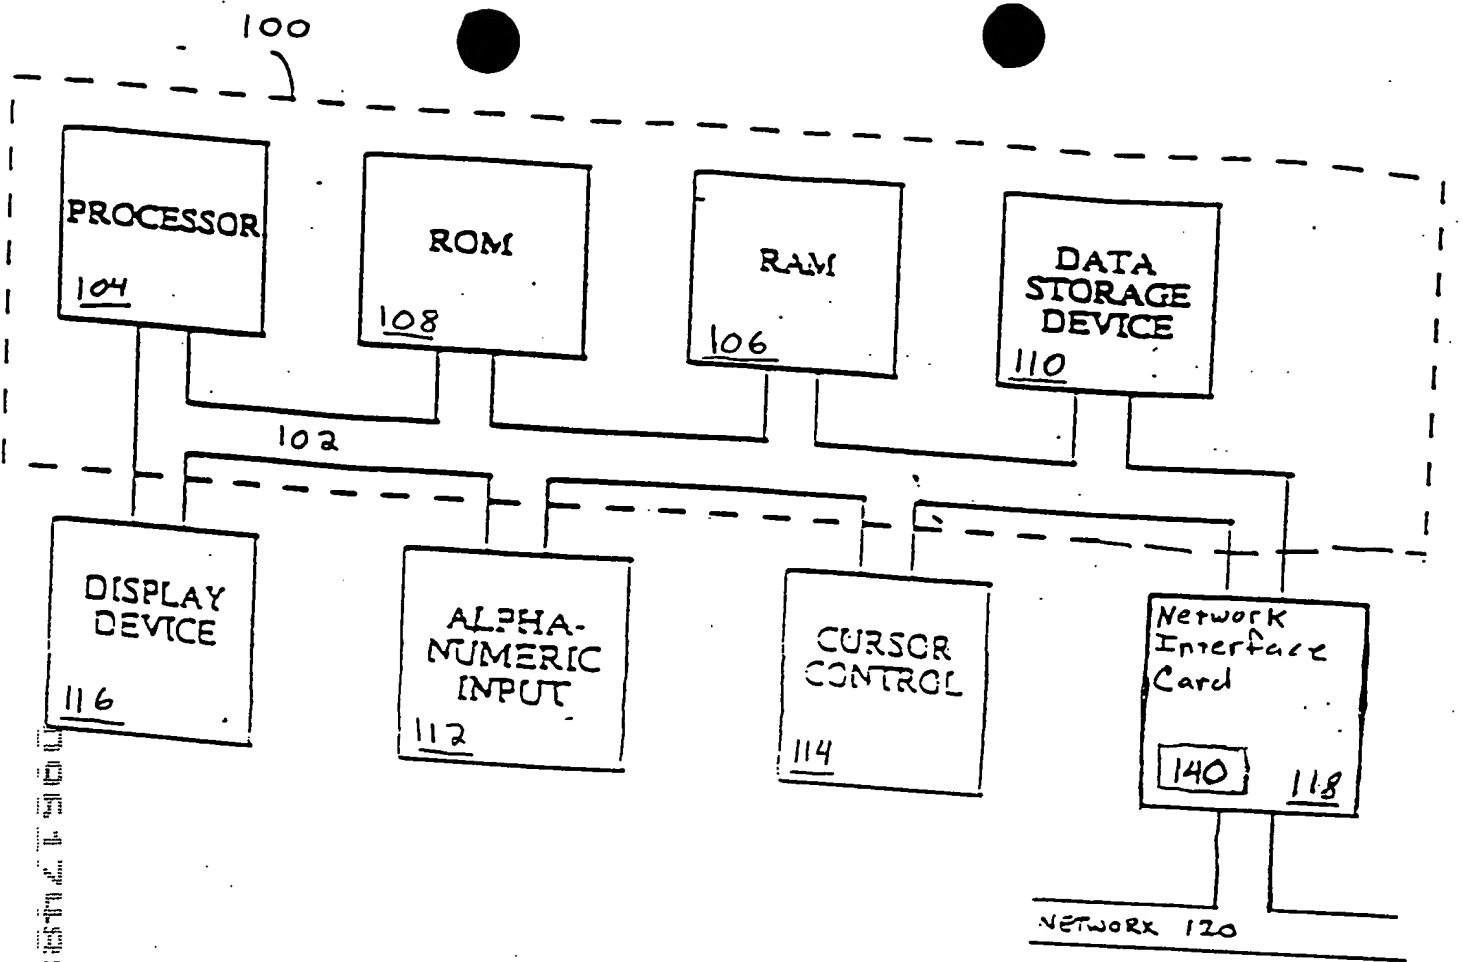 100
PROCESSOR
104
ROM
108
RAM
106
DATA
STORAGE
DEVICE
110
102
DISPLAY
DEVICE
116
ALPHA-
NUMERIC
INPUT
112
CURSOR
CONTROL
114
Network
Interface
Card
140
118
NETWORK 120